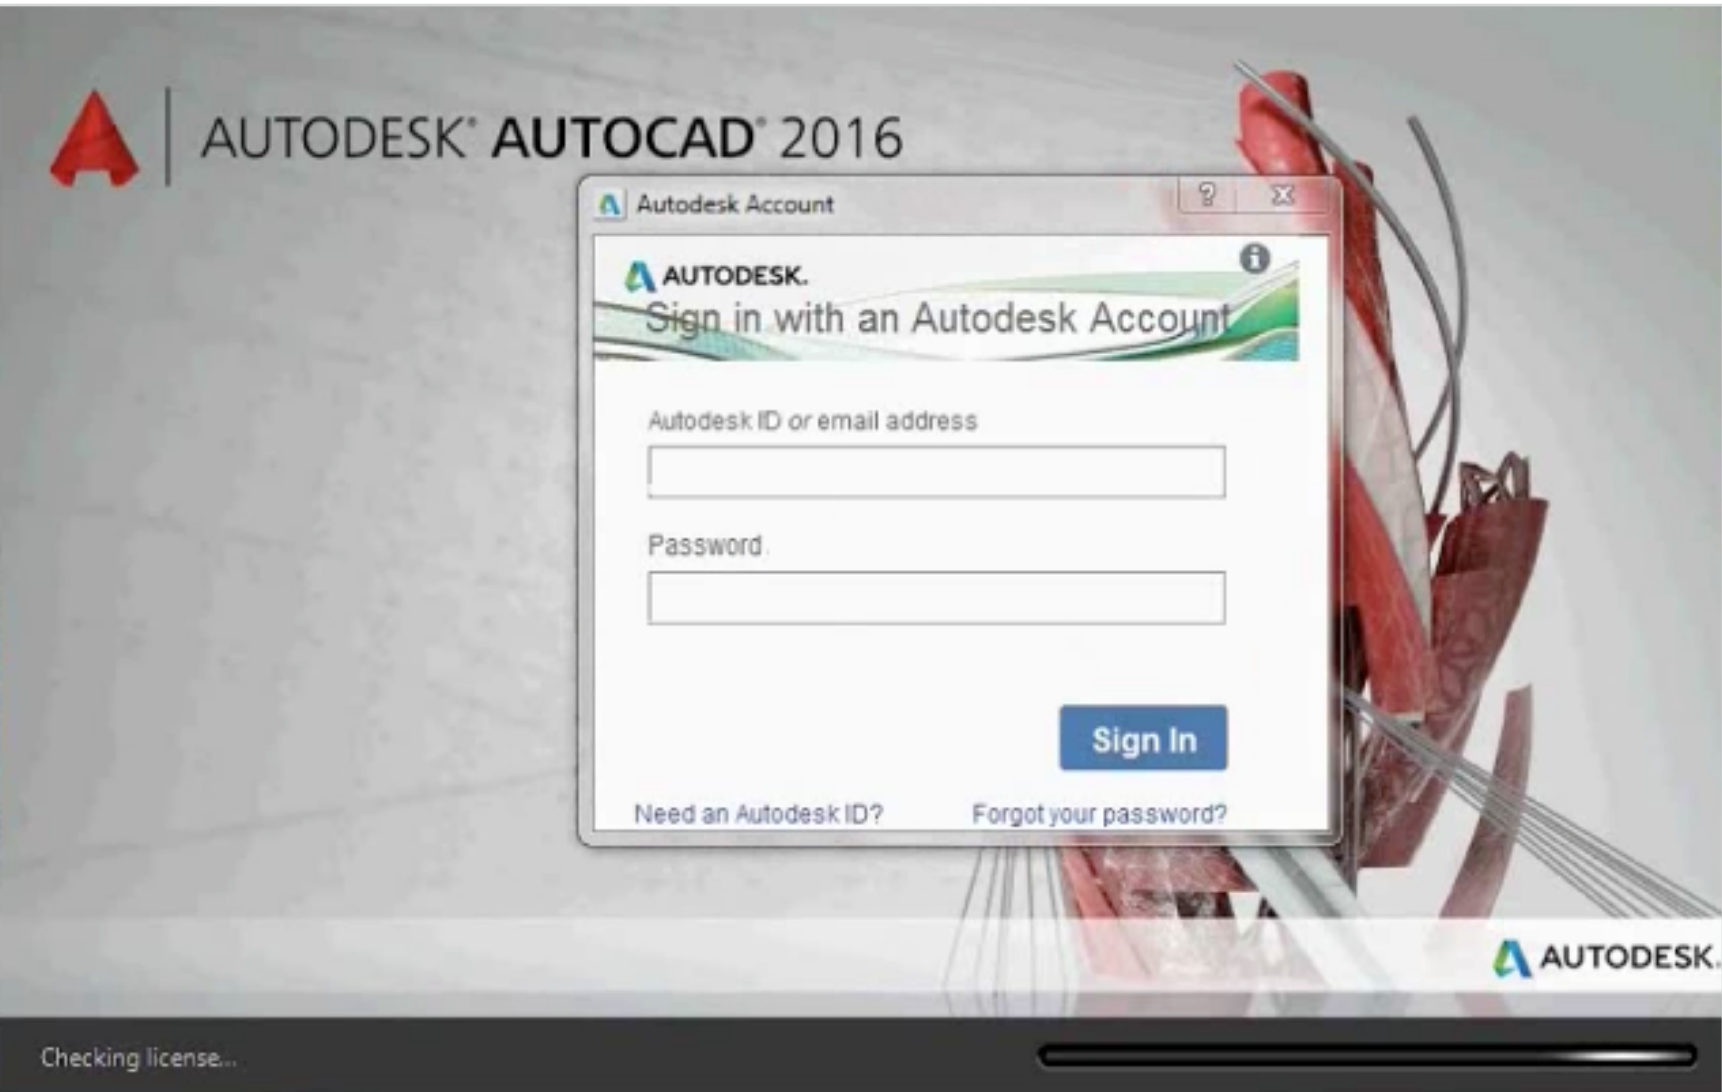 AUTODESK® AUTOCAD® 2016
Autodesk Account
AUTODESK.
Sign in with an Autodesk Account
Autodesk ID or email address
Password
Sign In
Need an Autodesk ID? Forgot your password?
AUTODESK.
Checking license...